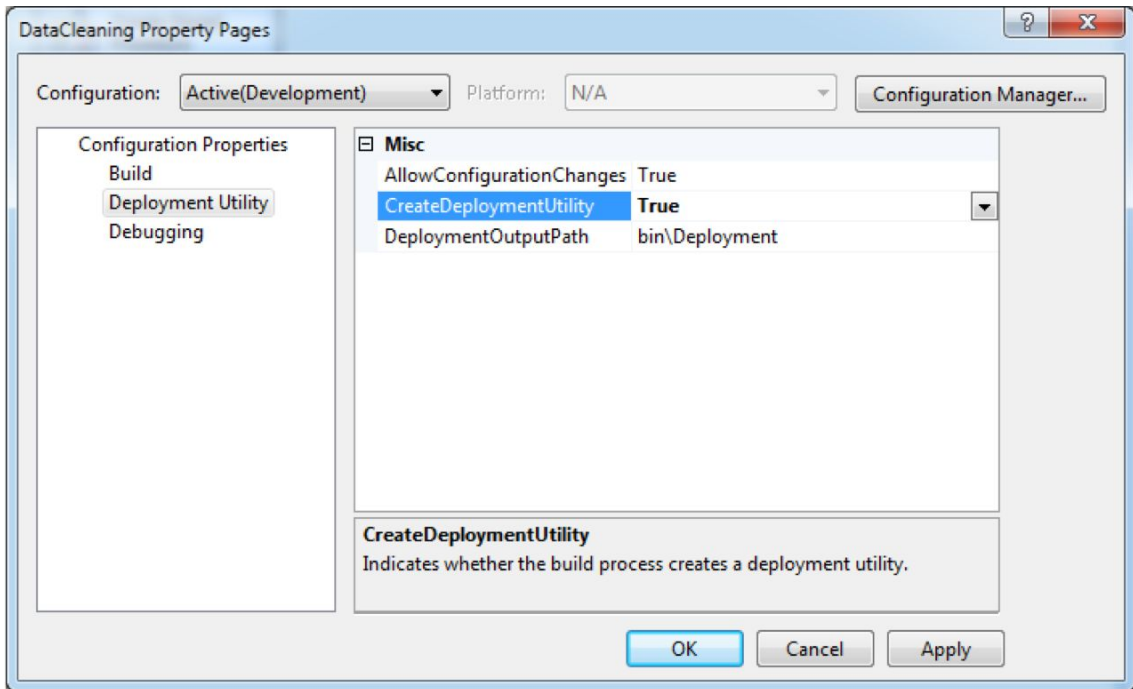 DataCleaning Property Pages
Configuration: Active(Development) Platform: N/A Configuration Manager...
Configuration Properties
Build
Deployment Utility
Debugging
Misc
AllowConfigurationChanges True
CreateDeploymentUtility True
DeploymentOutputPath bin\Deployment
CreateDeploymentUtility
Indicates whether the build process creates a deployment utility.
OK Cancel Apply